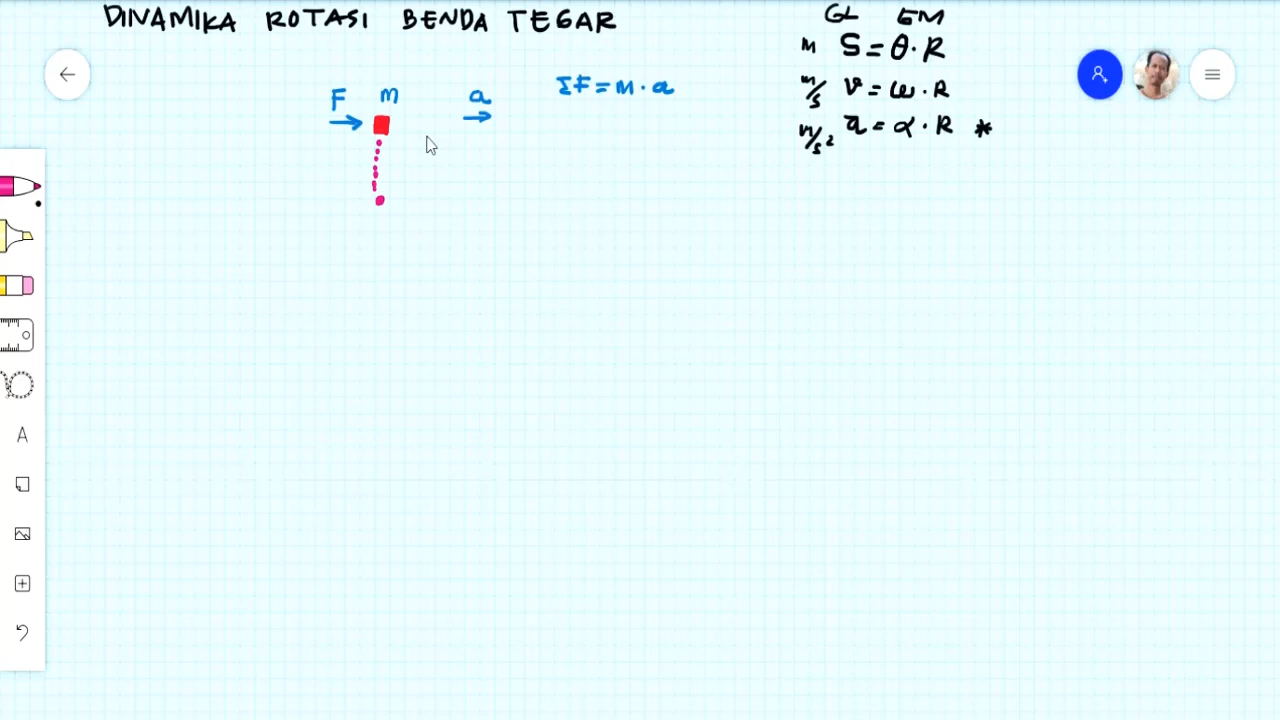 DINAMIKA ROTASI BENDA TEGAR
F m a
ΣF = m · a
GL GM
m S = θ · R
m/s v = ω · R
m/s² a = α · R *
A